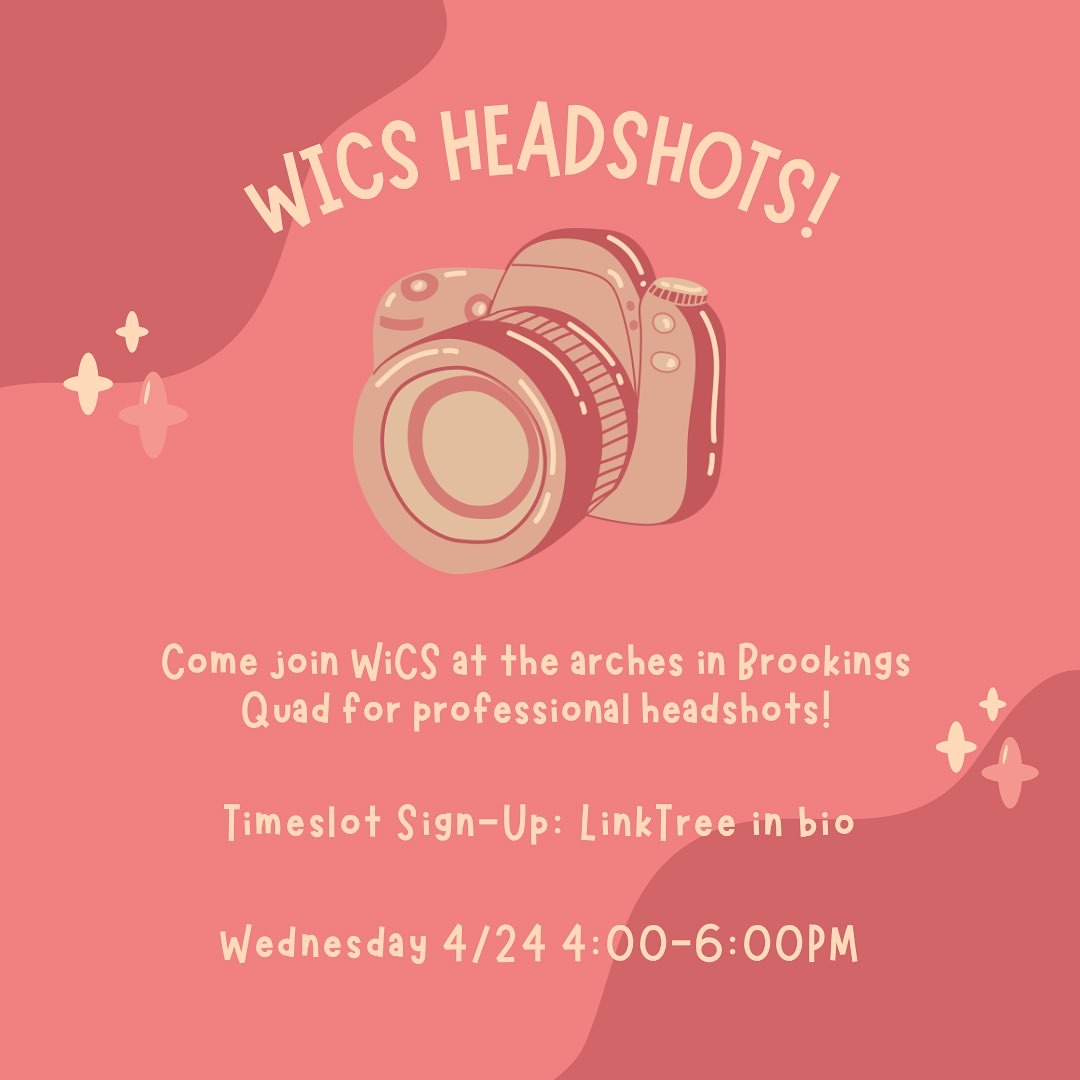 WICS HEADSHOTS!
Come join WiCS at the arches in Brookings
Quad for professional headshots!
Timeslot Sign-Up: LinkTree in bio
Wednesday 4/24 4:00-6:00PM